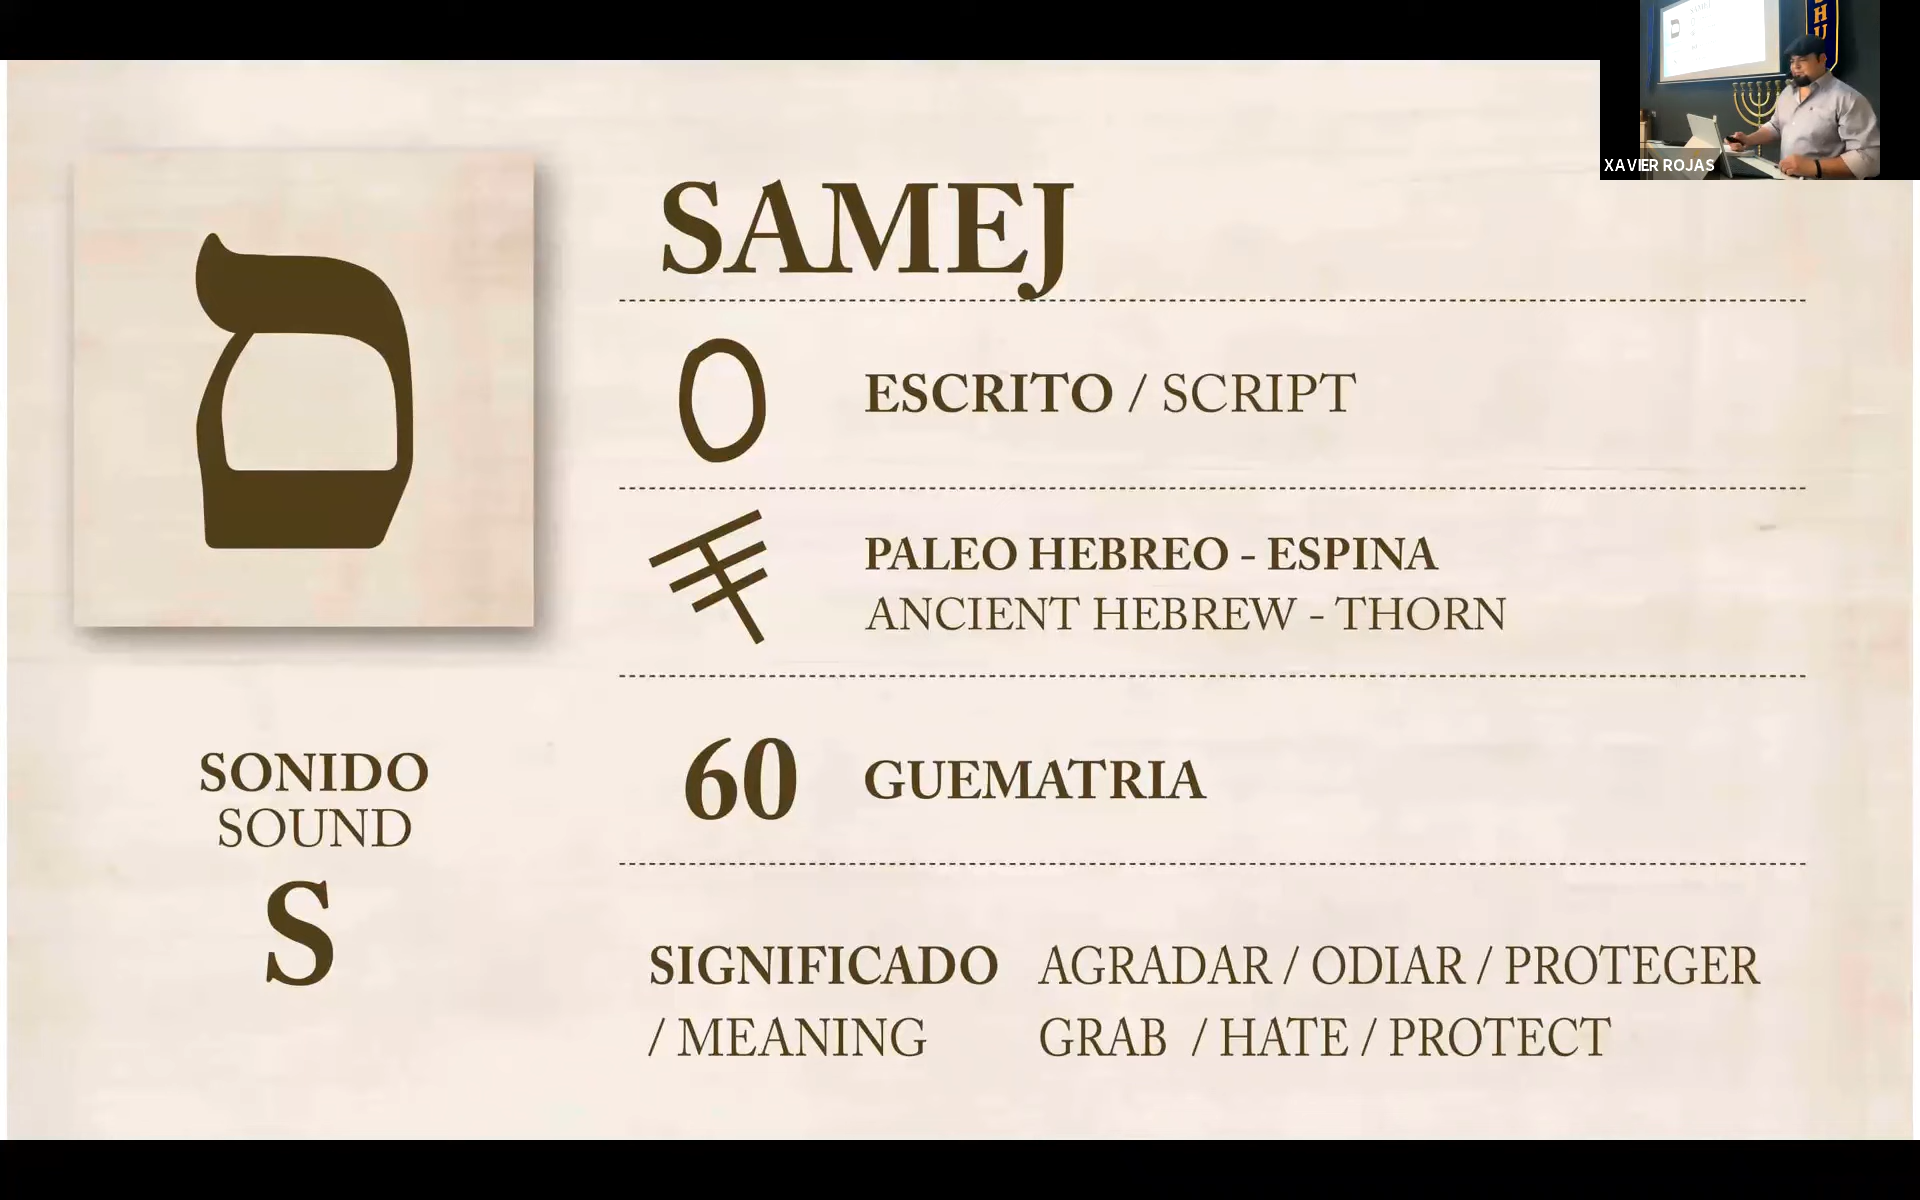 ם
SONIDO
SOUND
S
SAMEJ
ESCRITO / SCRIPT
PALEO HEBREO - ESPINA
ANCIENT HEBREW - THORN
60 GUEMATRIA
SIGNIFICADO AGRADAR / ODIAR / PROTEGER
/ MEANING GRAB / HATE / PROTECT
XAVIER ROJAS